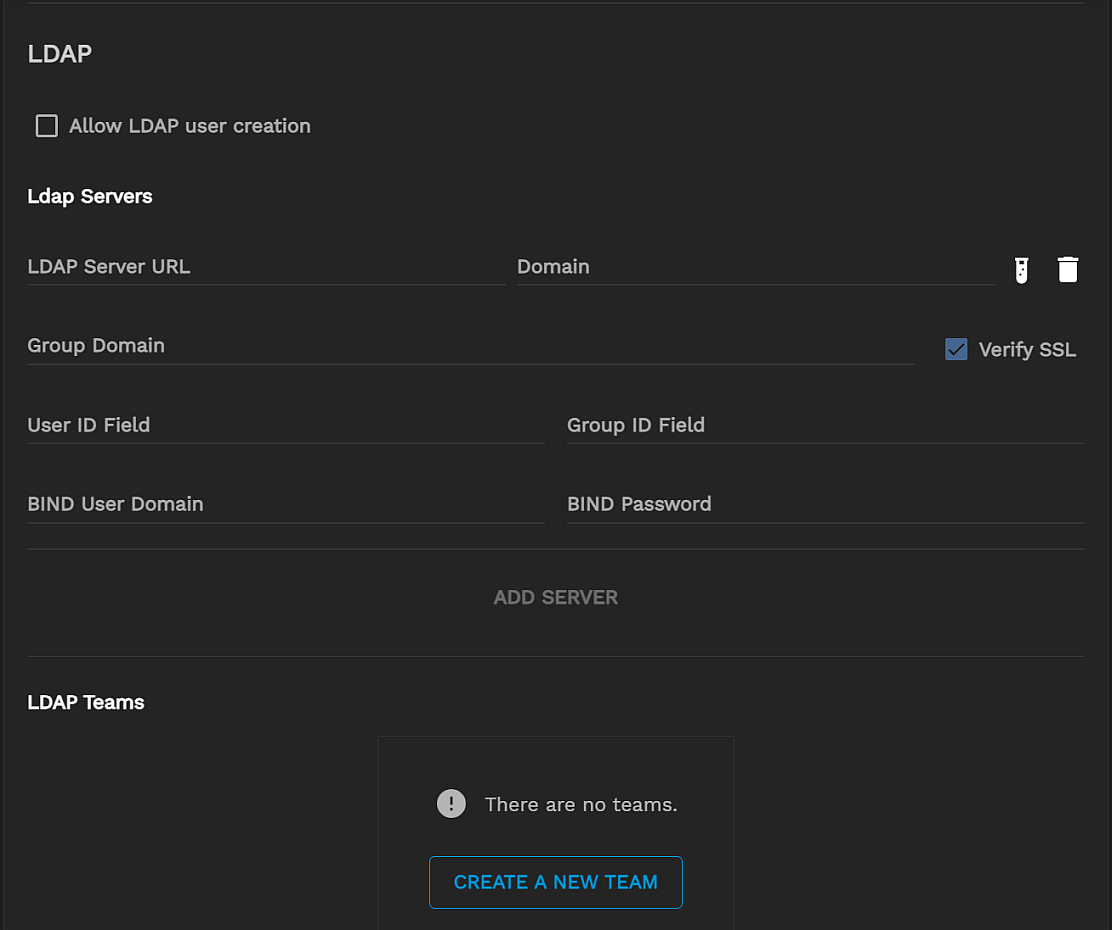 LDAP
Allow LDAP user creation
Ldap Servers
LDAP Server URL
Domain
Group Domain
Verify SSL
User ID Field
Group ID Field
BIND User Domain
BIND Password
ADD SERVER
LDAP Teams
There are no teams.
CREATE A NEW TEAM